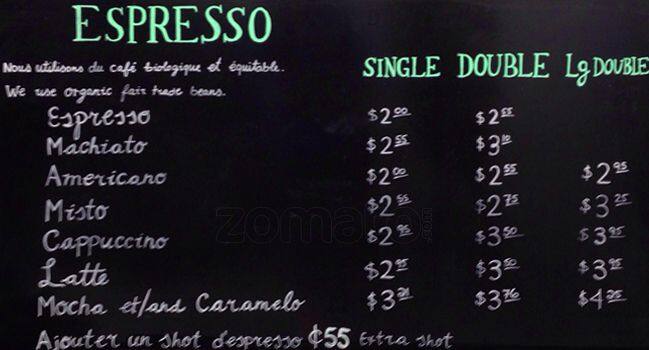 ESPRESSO
Nous utilisons du café biologique et équitable. SINGLE DOUBLE Lg DOUBLE
We use organic fair trade beans.
Espresso $2.00 $2.55
Machiato $2.55 $3.10
Americano $2.00 $2.55 $2.95
Misto $2.55 $2.75 $3.25
Cappuccino $2.95 $3.50 $3.95
Latte $2.95 $3.50 $3.95
Mocha et/and Caramelo $3.21 $3.76 $4.25
Ajouter un shot d'espresso ¢55 Extra shot
zomato